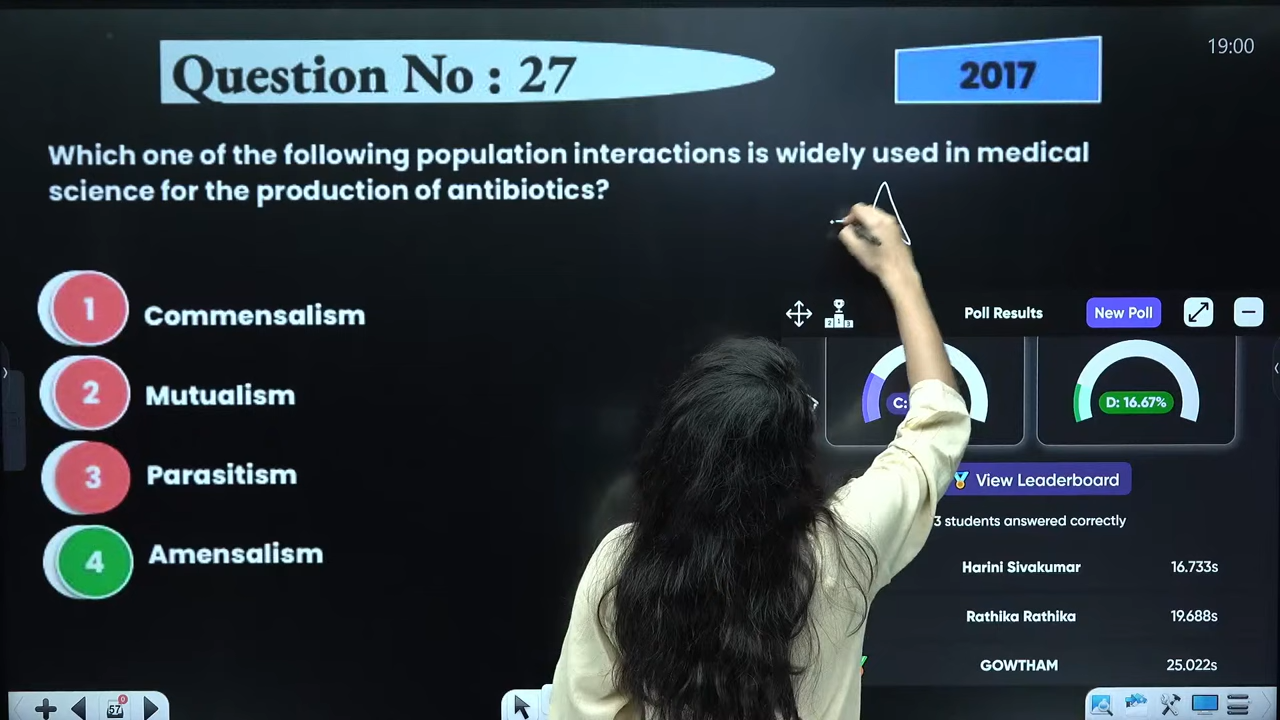 19:00
Question No : 27
2017
Which one of the following population interactions is widely used in medical
science for the production of antibiotics?
1 Commensalism
2 Mutualism
3 Parasitism
4 Amensalism
Poll Results
New Poll
C:
D: 16.67%
View Leaderboard
3 students answered correctly
Harini Sivakumar 16.733s
Rathika Rathika 19.688s
GOWTHAM 25.022s
57